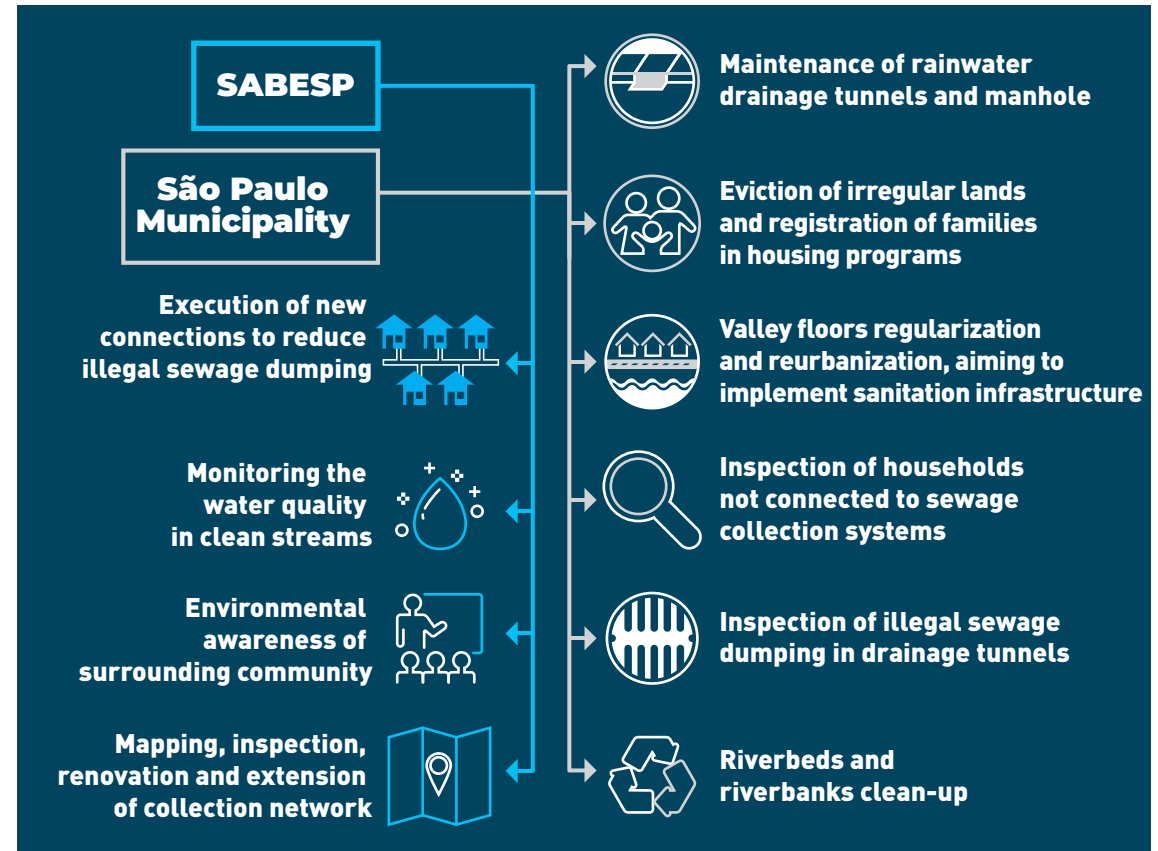 SABESP
São Paulo
Municipality
Execution of new
connections to reduce
illegal sewage dumping
Monitoring the
water quality
in clean streams
Environmental
awareness of
surrounding community
Mapping, inspection,
renovation and extension
of collection network
Maintenance of rainwater
drainage tunnels and manhole
Eviction of irregular lands
and registration of families
in housing programs
Valley floors regularization
and reurbanization, aiming to
implement sanitation infrastructure
Inspection of households
not connected to sewage
collection systems
Inspection of illegal sewage
dumping in drainage tunnels
Riverbeds and
riverbanks clean-up